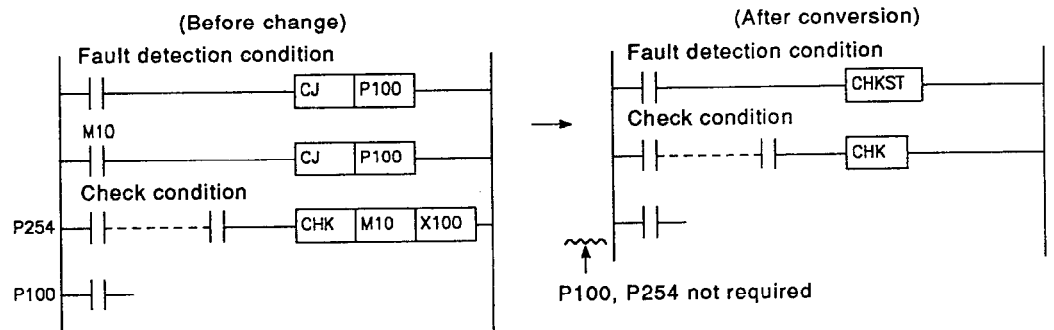 (Before change)
Fault detection condition
CJ P100
M10
CJ P100
Check condition
P254 CHK M10 X100
P100
(After conversion)
Fault detection condition
CHKST
Check condition
CHK
P100, P254 not required